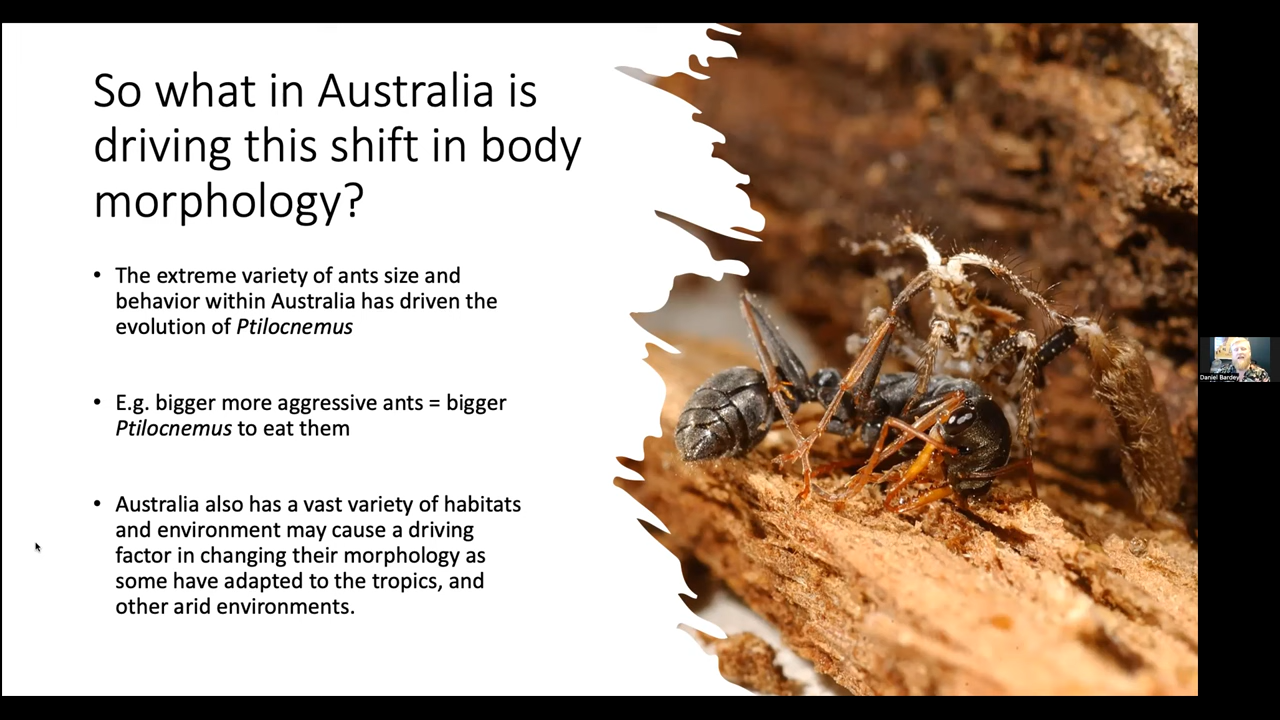 So what in Australia is
driving this shift in body
morphology?
• The extreme variety of ants size and
behavior within Australia has driven the
evolution of Ptilocnemus
• E.g. bigger more aggressive ants = bigger
Ptilocnemus to eat them
• Australia also has a vast variety of habitats
and environment may cause a driving
factor in changing their morphology as
some have adapted to the tropics, and
other arid environments.
Daniel